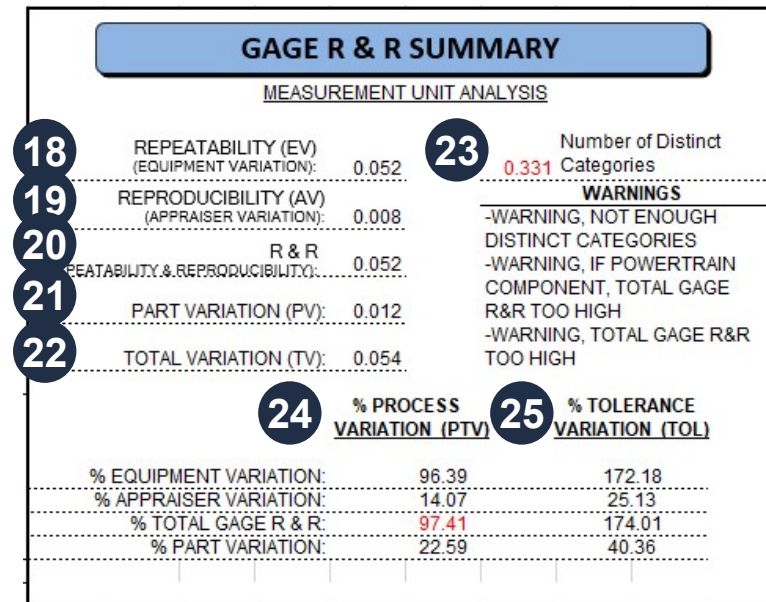 GAGE R & R SUMMARY
MEASUREMENT UNIT ANALYSIS
18 REPEATABILITY (EV)
(EQUIPMENT VARIATION): 0.052
19 REPRODUCIBILITY (AV)
(APPRAISER VARIATION): 0.008
20 R & R
PEATABILITY & REPRODUCIBILITY): 0.052
21 PART VARIATION (PV): 0.012
22 TOTAL VARIATION (TV): 0.054
23 0.331 Number of Distinct
Categories
WARNINGS
-WARNING, NOT ENOUGH
DISTINCT CATEGORIES
-WARNING, IF POWERTRAIN
COMPONENT, TOTAL GAGE
R&R TOO HIGH
-WARNING, TOTAL GAGE R&R
TOO HIGH
24 % PROCESS
VARIATION (PTV)
25 % TOLERANCE
VARIATION (TOL)
% EQUIPMENT VARIATION: 96.39 172.18
% APPRAISER VARIATION: 14.07 25.13
% TOTAL GAGE R & R: 97.41 174.01
% PART VARIATION: 22.59 40.36